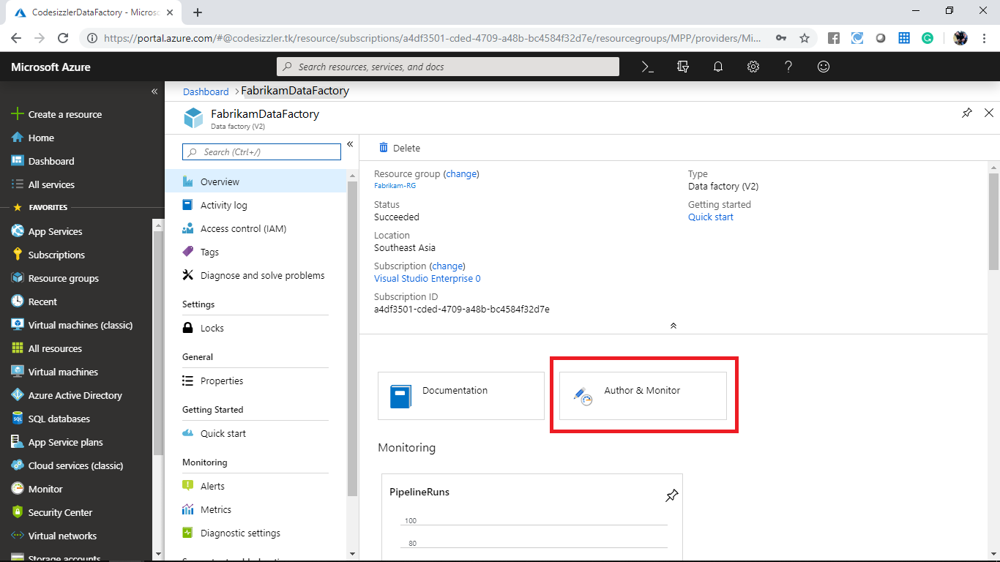 CodesizzlerDataFactory - Micros
https://portal.azure.com/#@codesizzler.tk/resource/subscriptions/a4df3501-cded-4709-a48b-bc4584f32d7e/resourcegroups/MPP/providers/Mi...
Microsoft Azure
Search resources, services, and docs
Create a resource
Home
Dashboard
All services
FAVORITES
App Services
Subscriptions
Resource groups
Recent
Virtual machines (classic)
All resources
Virtual machines
Azure Active Directory
SQL databases
App Service plans
Cloud services (classic)
Monitor
Security Center
Virtual networks
Storage accounts
Dashboard > FabrikamDataFactory
FabrikamDataFactory
Data factory (V2)
Search (Ctrl+/)
Overview
Activity log
Access control (IAM)
Tags
Diagnose and solve problems
Settings
Locks
General
Properties
Getting Started
Quick start
Monitoring
Alerts
Metrics
Diagnostic settings
Delete
Resource group (change)
Fabrikam-RG
Status
Succeeded
Location
Southeast Asia
Subscription (change)
Visual Studio Enterprise 0
Subscription ID
a4df3501-cded-4709-a48b-bc4584f32d7e
Type
Data factory (V2)
Getting started
Quick start
Documentation
Author & Monitor
Monitoring
PipelineRuns
100
80